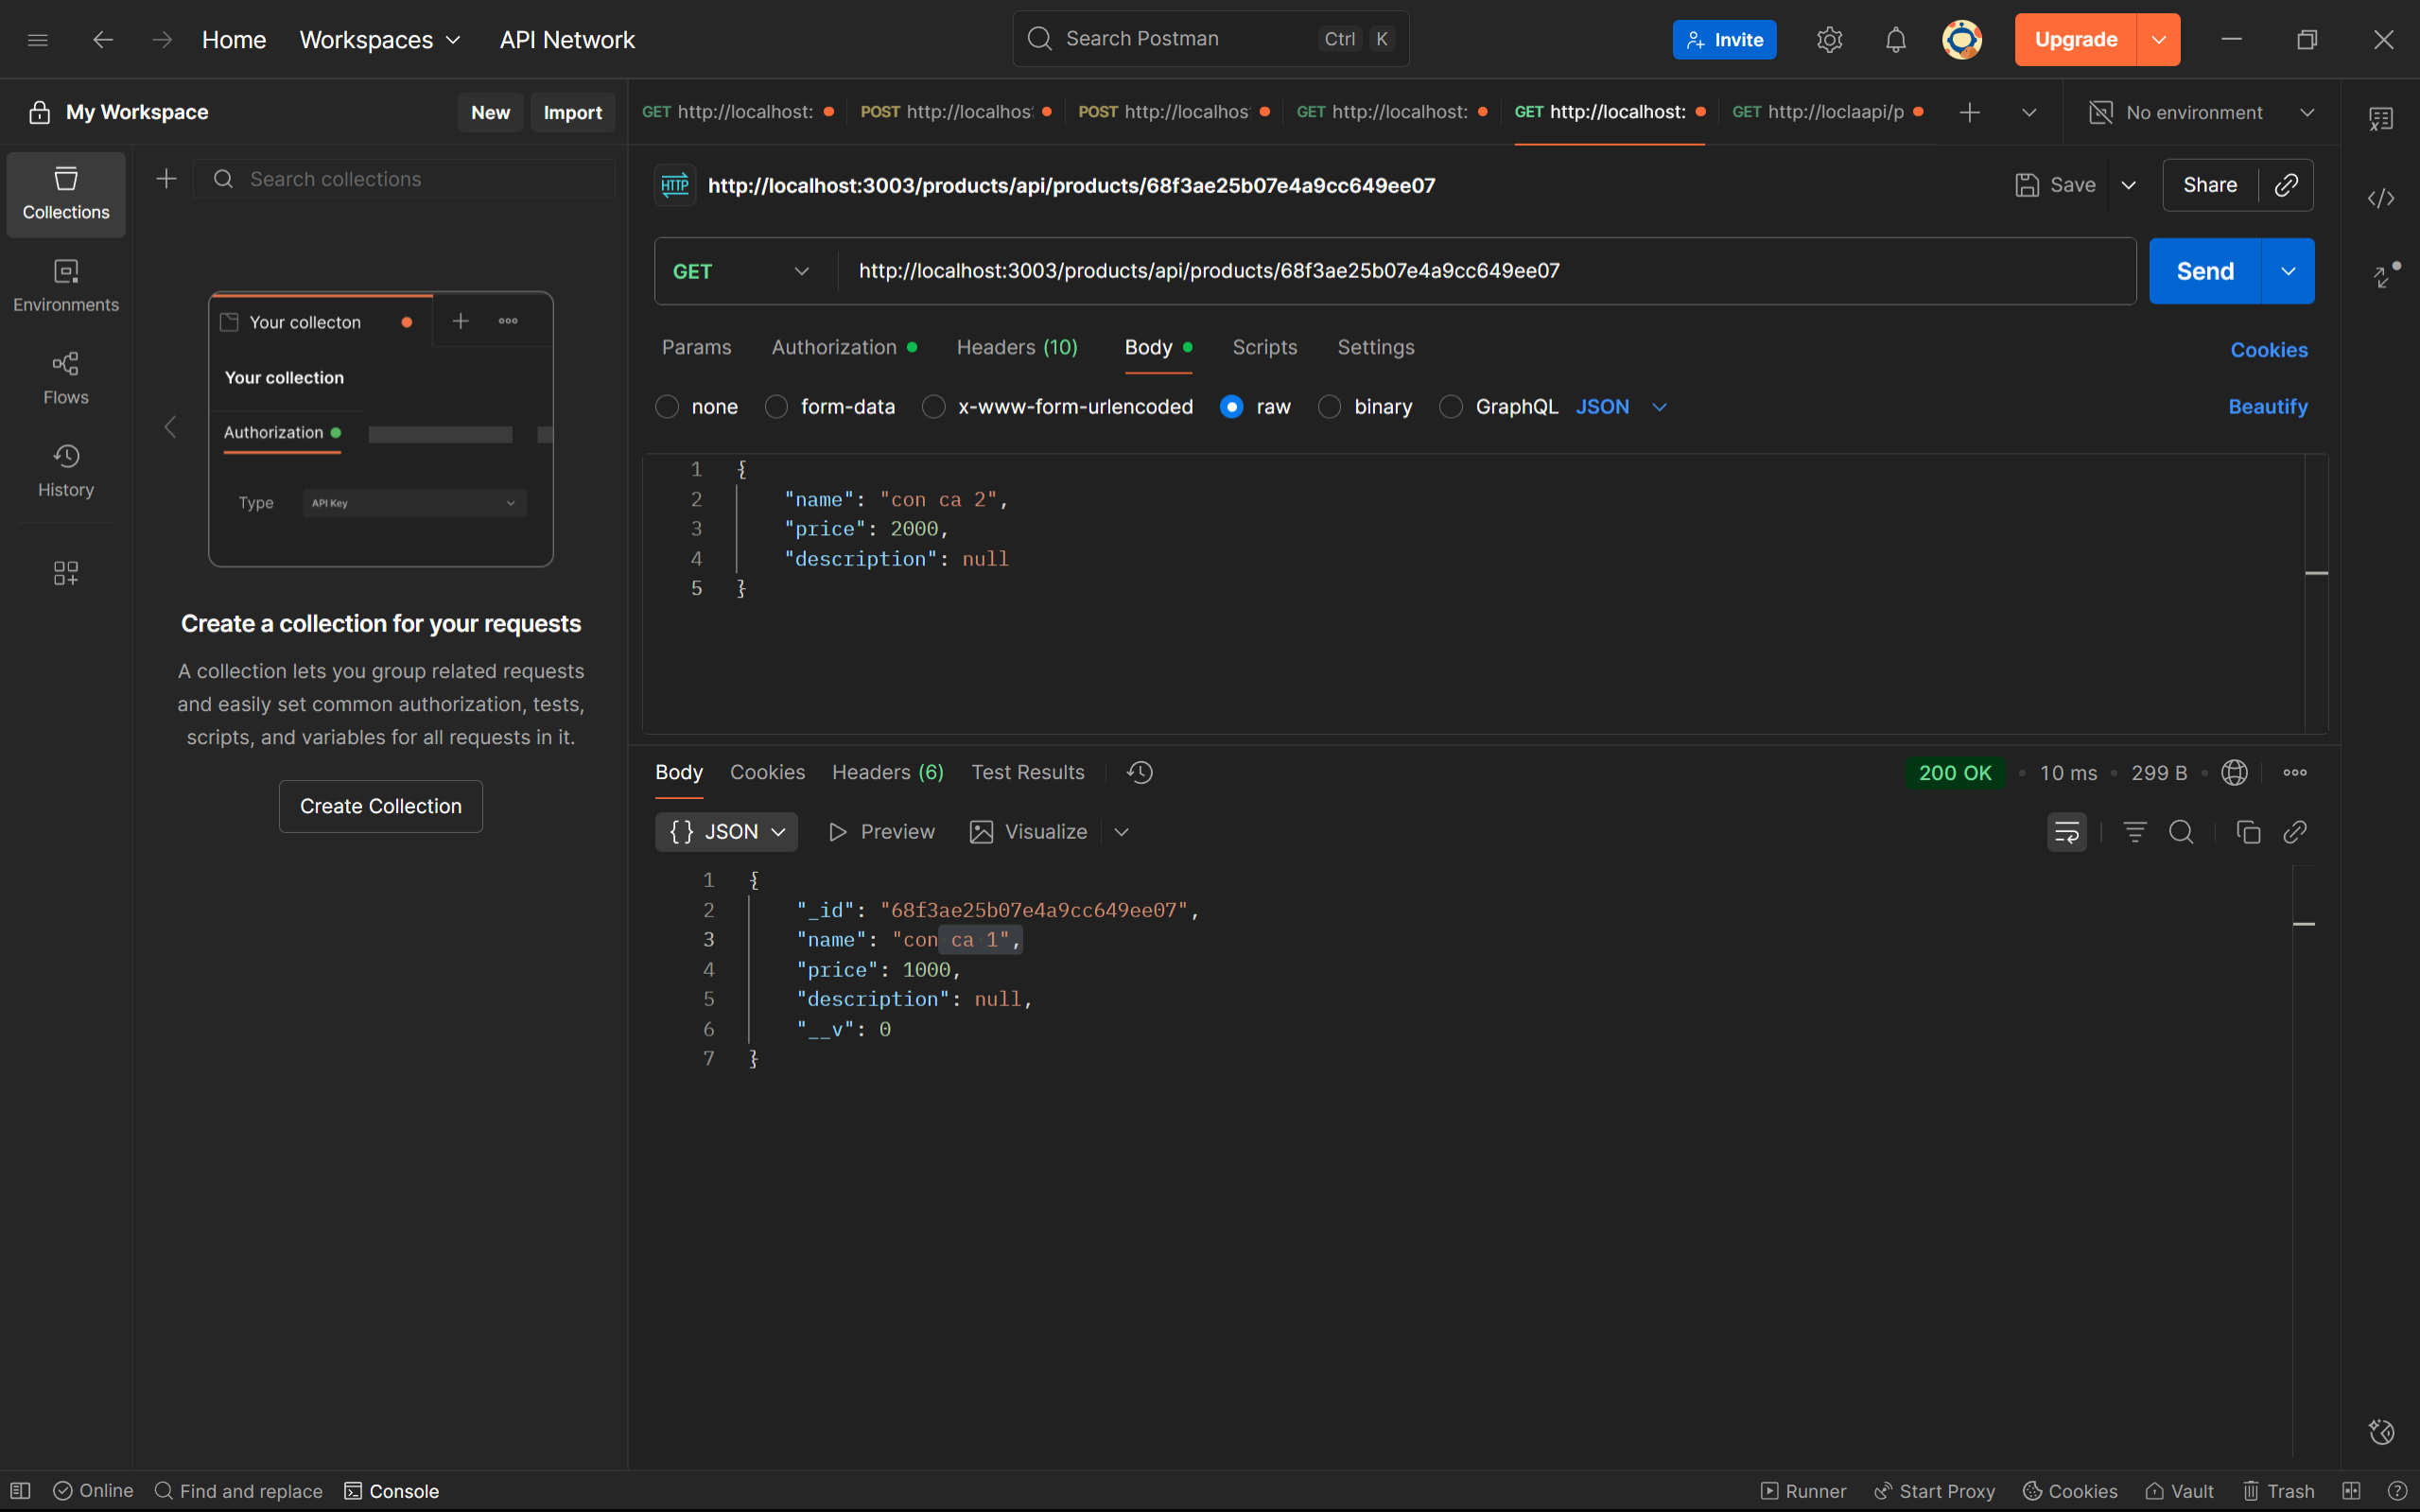 Home Workspaces API Network Search Postman Ctrl K Invite Upgrade
My Workspace New Import GET http://localhost: POST http://localhos POST http://localhos GET http://localhost: GET http://localhost: GET http://loclaapi/p No environment
Collections
Environments
Flows
History
Search collections
Your collecton
Your collection
Authorization
Type API Key
Create a collection for your requests
A collection lets you group related requests
and easily set common authorization, tests,
scripts, and variables for all requests in it.
Create Collection
HTTP http://localhost:3003/products/api/products/68f3ae25b07e4a9cc649ee07 Save Share
GET http://localhost:3003/products/api/products/68f3ae25b07e4a9cc649ee07 Send
Params Authorization Headers (10) Body Scripts Settings Cookies
none form-data x-www-form-urlencoded raw binary GraphQL JSON Beautify
1 {
2 "name": "con ca 2",
3 "price": 2000,
4 "description": null
5 }
Body Cookies Headers (6) Test Results 200 OK • 10 ms • 299 B •
{} JSON Preview Visualize
1 {
2 "_id": "68f3ae25b07e4a9cc649ee07",
3 "name": "con ca 1",
4 "price": 1000,
5 "description": null,
6 "__v": 0
7 }
Online Find and replace Console Runner Start Proxy Cookies Vault Trash